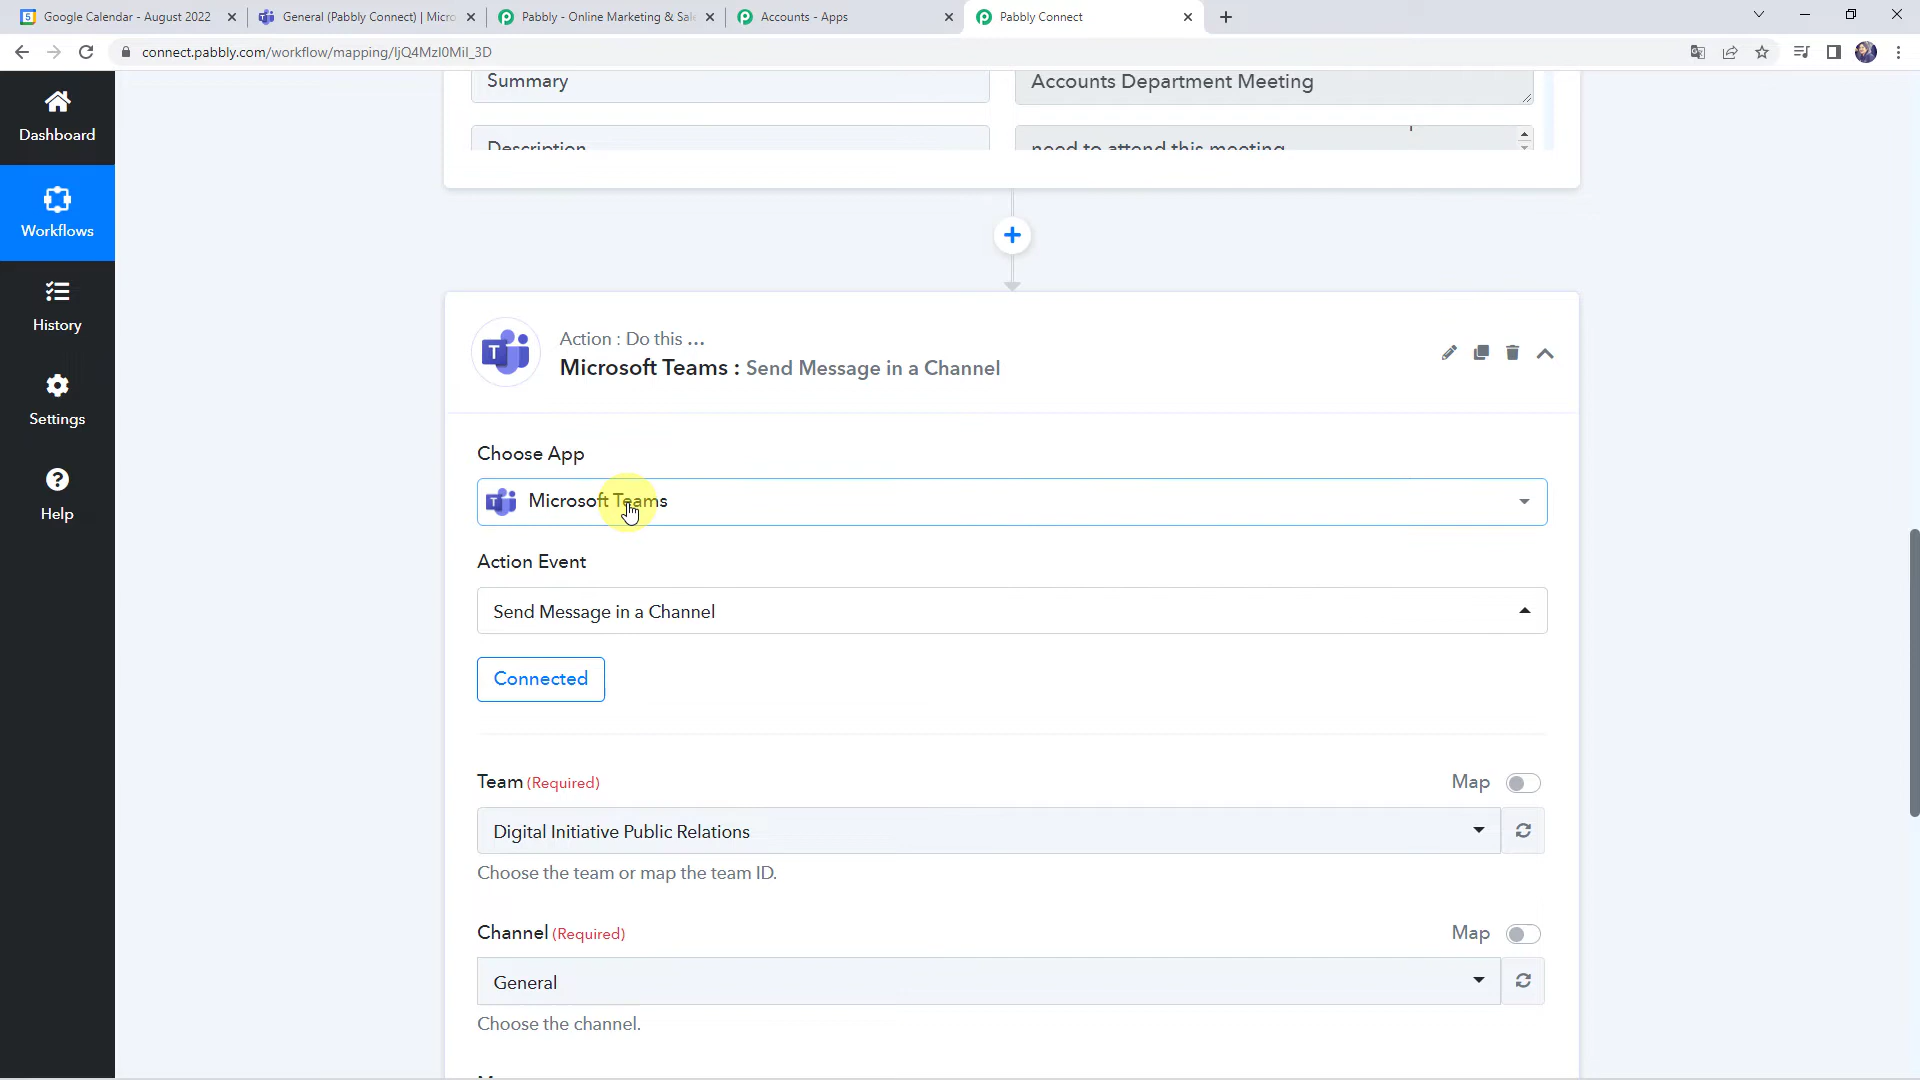 Google Calendar - August 2022
General (Pabbly Connect) | Micro
Pabbly - Online Marketing & Sale
Accounts - Apps
Pabbly Connect
connect.pabbly.com/workflow/mapping/IjQ4MzI0MiI_3D
Dashboard
Workflows
History
Settings
Help
Summary
Accounts Department Meeting
Description
need to attend this meeting
Action : Do this ...
Microsoft Teams : Send Message in a Channel
Choose App
Microsoft Teams
Action Event
Send Message in a Channel
Connected
Team (Required)
Map
Digital Initiative Public Relations
Choose the team or map the team ID.
Channel (Required)
Map
General
Choose the channel.